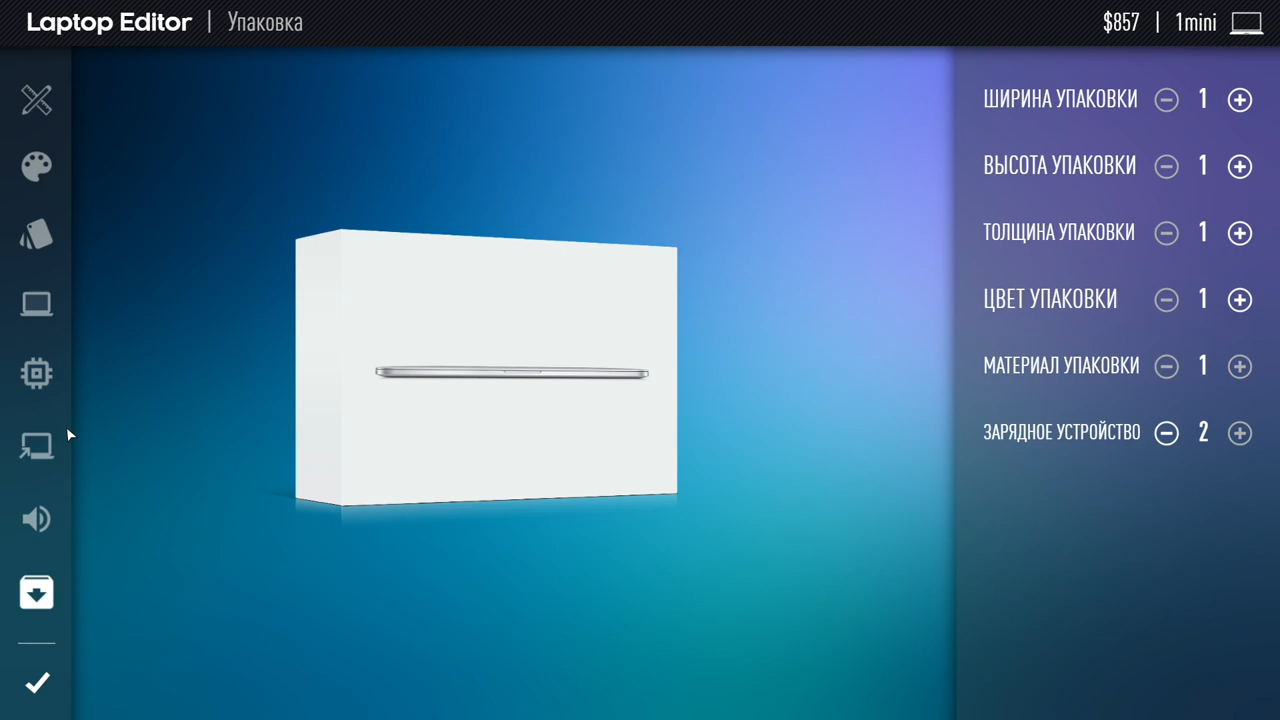 Laptop Editor | Упаковка
$857 | 1mini
ШИРИНА УПАКОВКИ 1
ВЫСОТА УПАКОВКИ 1
ТОЛЩИНА УПАКОВКИ 1
ЦВЕТ УПАКОВКИ 1
МАТЕРИАЛ УПАКОВКИ 1
ЗАРЯДНОЕ УСТРОЙСТВО 2